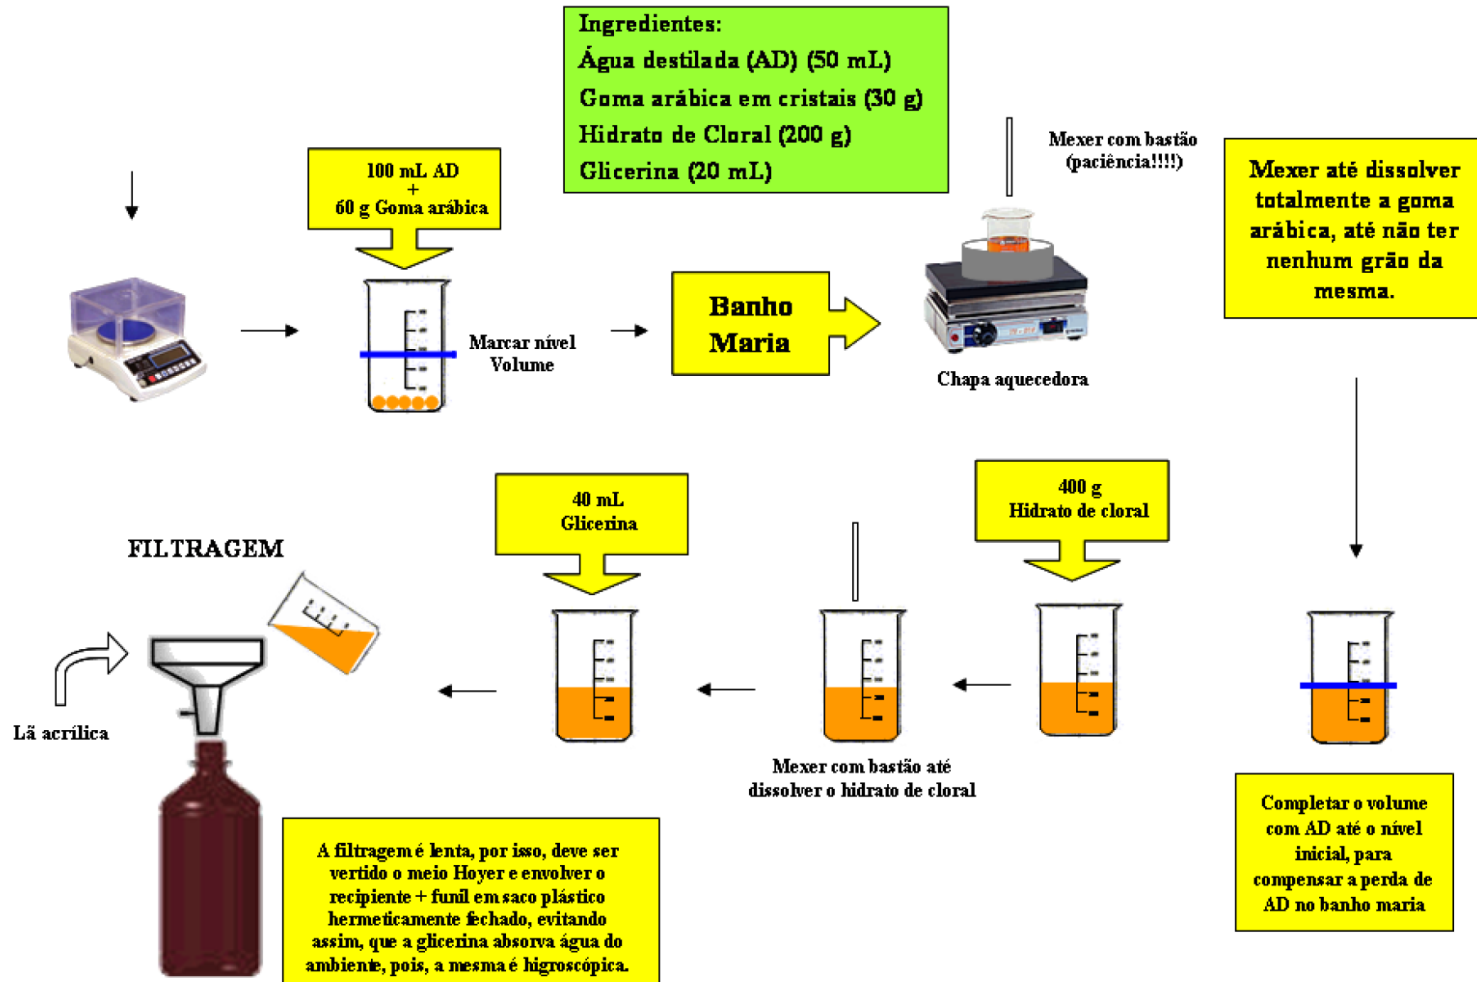 Ingredientes:
Água destilada (AD) (50 mL)
Goma arábica em cristais (30 g)
Hidrato de Cloral (200 g)
Glicerina (20 mL)
100 mL AD
+
60 g Goma arábica
Marcar nível
Volume
Banho
Maria
Mexer com bastão
(paciência!!!!)
Chapa aquecedora
Mexer até dissolver
totalmente a goma
arábica, até não ter
nenhum grão da
mesma.
Completar o volume
com AD até o nível
inicial, para
compensar a perda de
AD no banho maria
400 g
Hidrato de cloral
Mexer com bastão até
dissolver o hidrato de cloral
40 mL
Glicerina
FILTRAGEM
Lã acrílica
A filtragem é lenta, por isso, deve ser
vertido o meio Hoyer e envolver o
recipiente + funil em saco plástico
hermeticamente fechado, evitando
assim, que a glicerina absorva água do
ambiente, pois, a mesma é higroscópica.